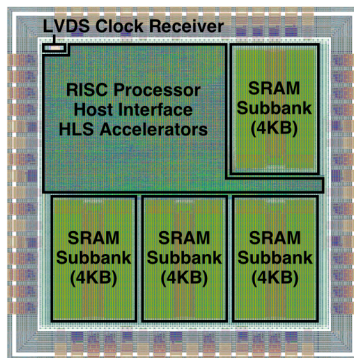 LVDS Clock Receiver
RISC Processor
Host Interface
HLS Accelerators
SRAM
Subbank
(4KB)
SRAM
Subbank
(4KB)
SRAM
Subbank
(4KB)
SRAM
Subbank
(4KB)